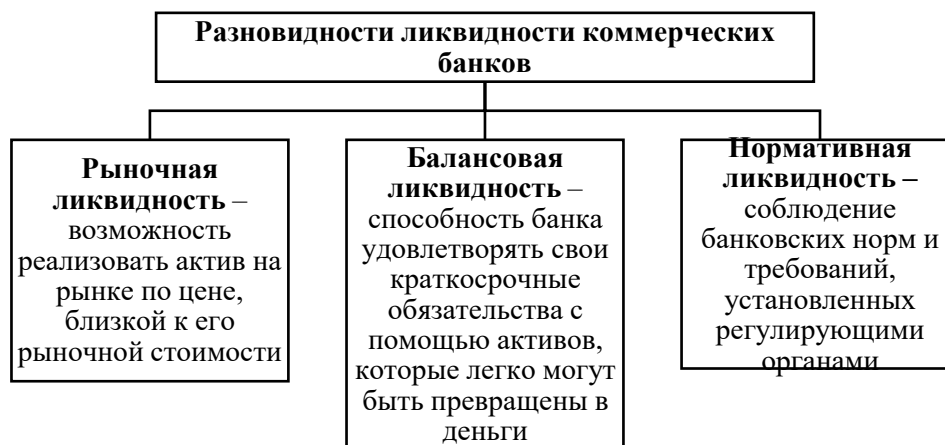 Разновидности ликвидности коммерческих
банков
Рыночная
ликвидность –
возможность
реализовать актив на
рынке по цене,
близкой к его
рыночной стоимости
Балансовая
ликвидность –
способность банка
удовлетворять свои
краткосрочные
обязательства с
помощью активов,
которые легко могут
быть превращены в
деньги
Нормативная
ликвидность –
соблюдение
банковских норм и
требований,
установленных
регулирующими
органами